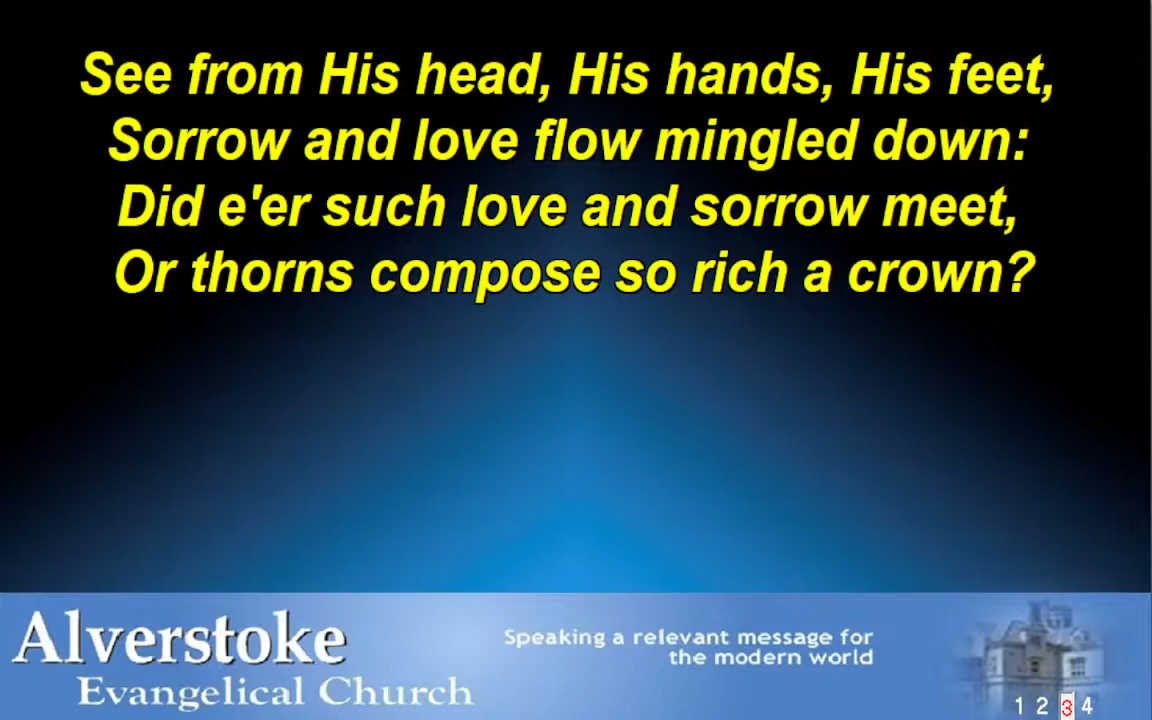 See from His head, His hands, His feet,
Sorrow and love flow mingled down:
Did e'er such love and sorrow meet,
Or thorns compose so rich a crown?
Alverstoke
Evangelical Church
Speaking a relevant message for
the modern world
1 2 3 4